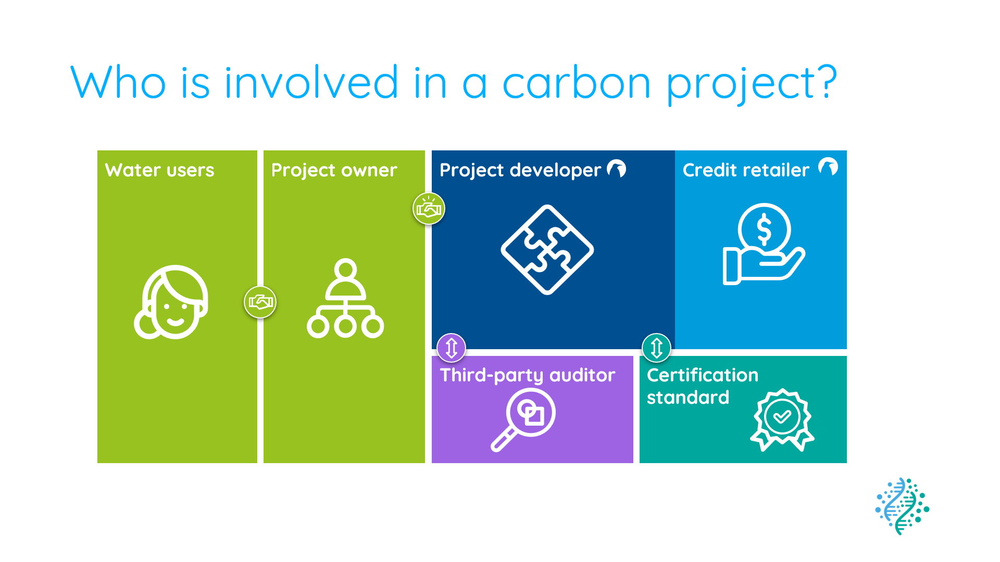 Who is involved in a carbon project?
Water users
Project owner
Project developer
Credit retailer
$
Third-party auditor
Certification
standard